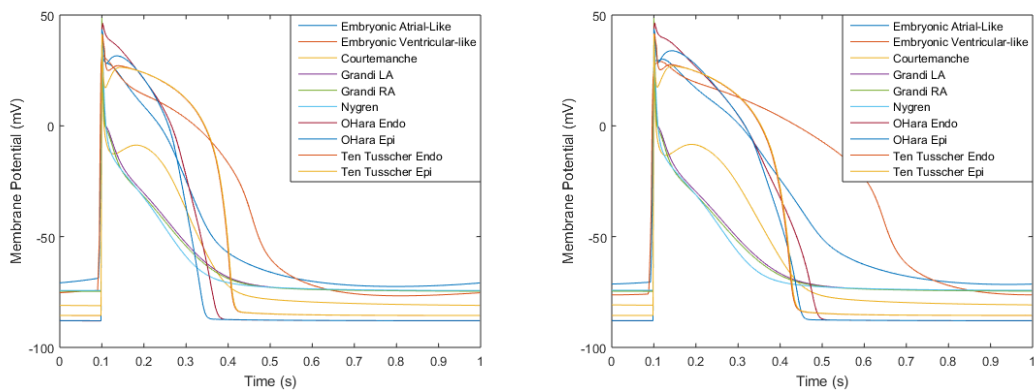 50
0
-50
-100
Membrane Potential (mV)
0 0.1 0.2 0.3 0.4 0.5 0.6 0.7 0.8 0.9 1
Time (s)
Embryonic Atrial-Like
Embryonic Ventricular-like
Courtemanche
Grandi LA
Grandi RA
Nygren
OHara Endo
OHara Epi
Ten Tusscher Endo
Ten Tusscher Epi
50
0
-50
-100
Membrane Potential (mV)
0 0.1 0.2 0.3 0.4 0.5 0.6 0.7 0.8 0.9 1
Time (s)
Embryonic Atrial-Like
Embryonic Ventricular-like
Courtemanche
Grandi LA
Grandi RA
Nygren
OHara Endo
OHara Epi
Ten Tusscher Endo
Ten Tusscher Epi